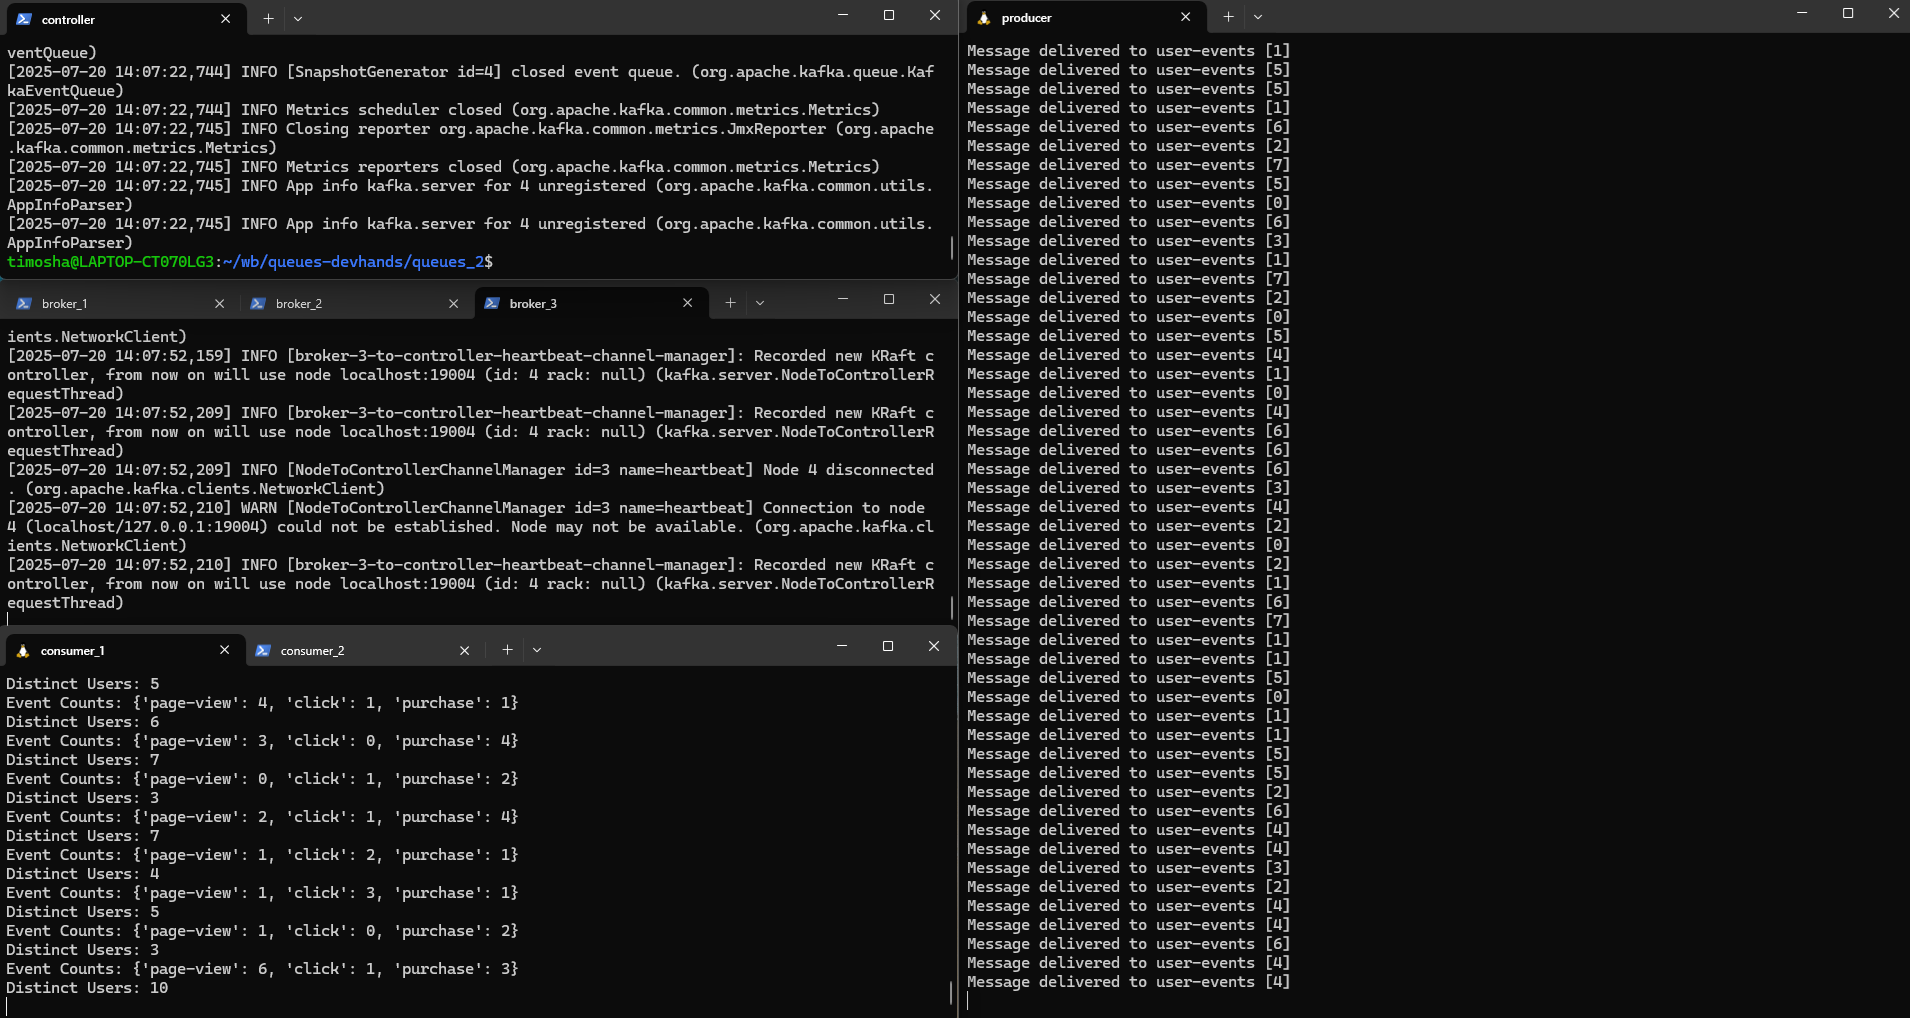 controller
ventQueue)
[2025-07-20 14:07:22,744] INFO [SnapshotGenerator id=4] closed event queue. (org.apache.kafka.queue.Kaf
kaEventQueue)
[2025-07-20 14:07:22,744] INFO Metrics scheduler closed (org.apache.kafka.common.metrics.Metrics)
[2025-07-20 14:07:22,745] INFO Closing reporter org.apache.kafka.common.metrics.JmxReporter (org.apache
.kafka.common.metrics.Metrics)
[2025-07-20 14:07:22,745] INFO Metrics reporters closed (org.apache.kafka.common.metrics.Metrics)
[2025-07-20 14:07:22,745] INFO App info kafka.server for 4 unregistered (org.apache.kafka.common.utils.
AppInfoParser)
[2025-07-20 14:07:22,745] INFO App info kafka.server for 4 unregistered (org.apache.kafka.common.utils.
AppInfoParser)
timosha@LAPTOP-CT070LG3:~/wb/queues-devhands/queues_2$
broker_1 broker_2 broker_3
ients.NetworkClient)
[2025-07-20 14:07:52,159] INFO [broker-3-to-controller-heartbeat-channel-manager]: Recorded new KRaft c
ontroller, from now on will use node localhost:19004 (id: 4 rack: null) (kafka.server.NodeToControllerR
equestThread)
[2025-07-20 14:07:52,209] INFO [broker-3-to-controller-heartbeat-channel-manager]: Recorded new KRaft c
ontroller, from now on will use node localhost:19004 (id: 4 rack: null) (kafka.server.NodeToControllerR
equestThread)
[2025-07-20 14:07:52,209] INFO [NodeToControllerChannelManager id=3 name=heartbeat] Node 4 disconnected
. (org.apache.kafka.clients.NetworkClient)
[2025-07-20 14:07:52,210] WARN [NodeToControllerChannelManager id=3 name=heartbeat] Connection to node
4 (localhost/127.0.0.1:19004) could not be established. Node may not be available. (org.apache.kafka.cl
ients.NetworkClient)
[2025-07-20 14:07:52,210] INFO [broker-3-to-controller-heartbeat-channel-manager]: Recorded new KRaft c
ontroller, from now on will use node localhost:19004 (id: 4 rack: null) (kafka.server.NodeToControllerR
equestThread)
consumer_1 consumer_2
Distinct Users: 5
Event Counts: {'page-view': 4, 'click': 1, 'purchase': 1}
Distinct Users: 6
Event Counts: {'page-view': 3, 'click': 0, 'purchase': 4}
Distinct Users: 7
Event Counts: {'page-view': 0, 'click': 1, 'purchase': 2}
Distinct Users: 3
Event Counts: {'page-view': 2, 'click': 1, 'purchase': 4}
Distinct Users: 7
Event Counts: {'page-view': 1, 'click': 2, 'purchase': 1}
Distinct Users: 4
Event Counts: {'page-view': 1, 'click': 3, 'purchase': 1}
Distinct Users: 5
Event Counts: {'page-view': 1, 'click': 0, 'purchase': 2}
Distinct Users: 3
Event Counts: {'page-view': 6, 'click': 1, 'purchase': 3}
Distinct Users: 10
producer
Message delivered to user-events [1]
Message delivered to user-events [5]
Message delivered to user-events [5]
Message delivered to user-events [1]
Message delivered to user-events [6]
Message delivered to user-events [2]
Message delivered to user-events [7]
Message delivered to user-events [5]
Message delivered to user-events [0]
Message delivered to user-events [6]
Message delivered to user-events [3]
Message delivered to user-events [1]
Message delivered to user-events [7]
Message delivered to user-events [2]
Message delivered to user-events [0]
Message delivered to user-events [5]
Message delivered to user-events [4]
Message delivered to user-events [1]
Message delivered to user-events [0]
Message delivered to user-events [4]
Message delivered to user-events [6]
Message delivered to user-events [6]
Message delivered to user-events [6]
Message delivered to user-events [3]
Message delivered to user-events [4]
Message delivered to user-events [2]
Message delivered to user-events [0]
Message delivered to user-events [2]
Message delivered to user-events [1]
Message delivered to user-events [6]
Message delivered to user-events [7]
Message delivered to user-events [1]
Message delivered to user-events [1]
Message delivered to user-events [5]
Message delivered to user-events [0]
Message delivered to user-events [1]
Message delivered to user-events [1]
Message delivered to user-events [5]
Message delivered to user-events [5]
Message delivered to user-events [2]
Message delivered to user-events [6]
Message delivered to user-events [4]
Message delivered to user-events [4]
Message delivered to user-events [3]
Message delivered to user-events [2]
Message delivered to user-events [4]
Message delivered to user-events [4]
Message delivered to user-events [6]
Message delivered to user-events [4]
Message delivered to user-events [4]